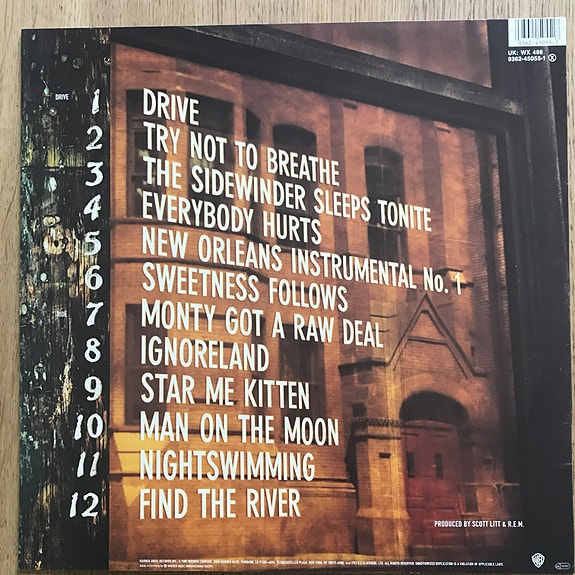 9362-45055-1
UK: WX 488
9362-45055-1
DRIVE 1 DRIVE
2 TRY NOT TO BREATHE
3 THE SIDEWINDER SLEEPS TONITE
4 EVERYBODY HURTS
5 NEW ORLEANS INSTRUMENTAL No. 1
6 SWEETNESS FOLLOWS
7 MONTY GOT A RAW DEAL
8 IGNORELAND
9 STAR ME KITTEN
10 MAN ON THE MOON
11 NIGHTSWIMMING
12 FIND THE RIVER
PRODUCED BY SCOTT LITT & R.E.M.